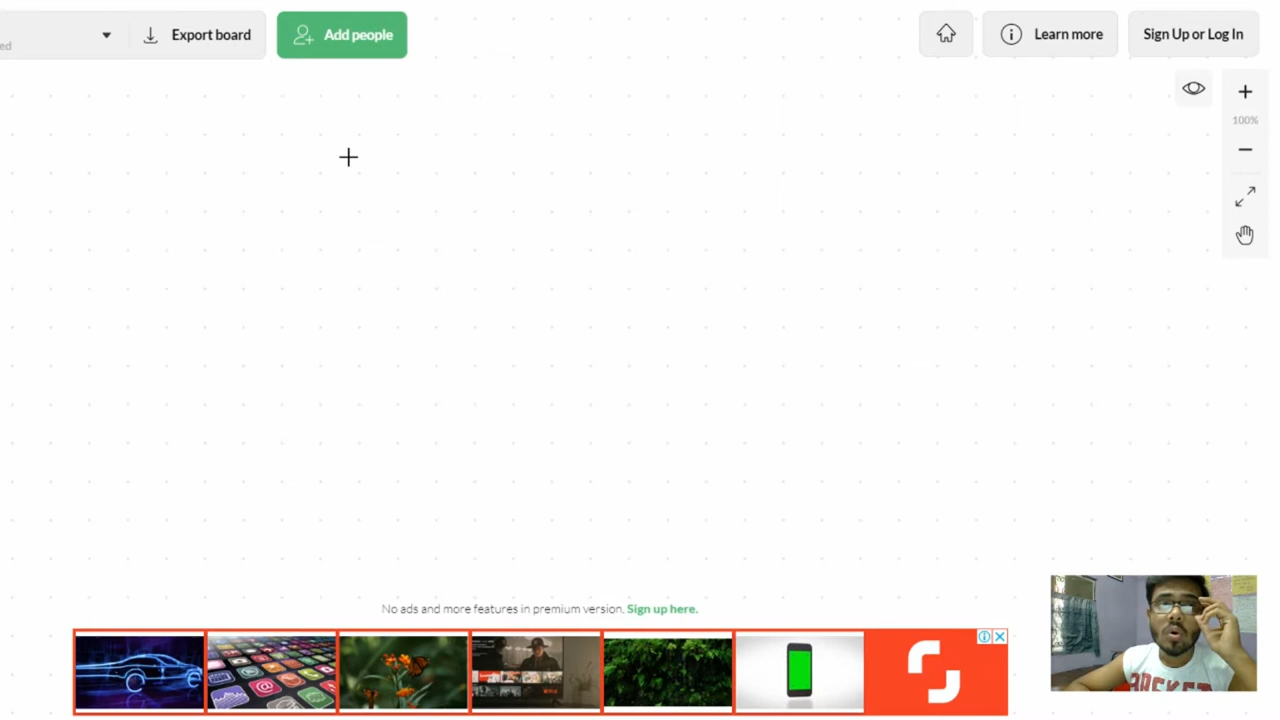 ed
Export board
Add people
Learn more
Sign Up or Log In
100%
No ads and more features in premium version. Sign up here.